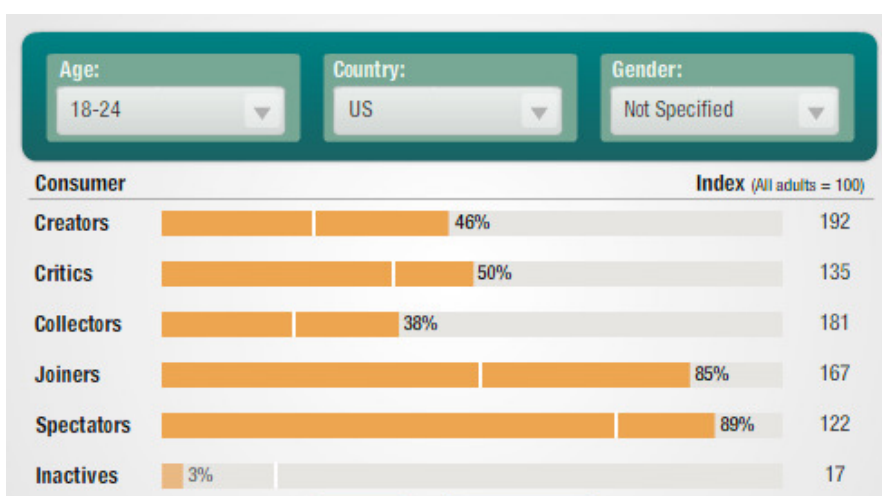 Age: Country: Gender:
18-24 US Not Specified
Consumer Index (All adults = 100)
Creators 46% 192
Critics 50% 135
Collectors 38% 181
Joiners 85% 167
Spectators 89% 122
Inactives 3% 17